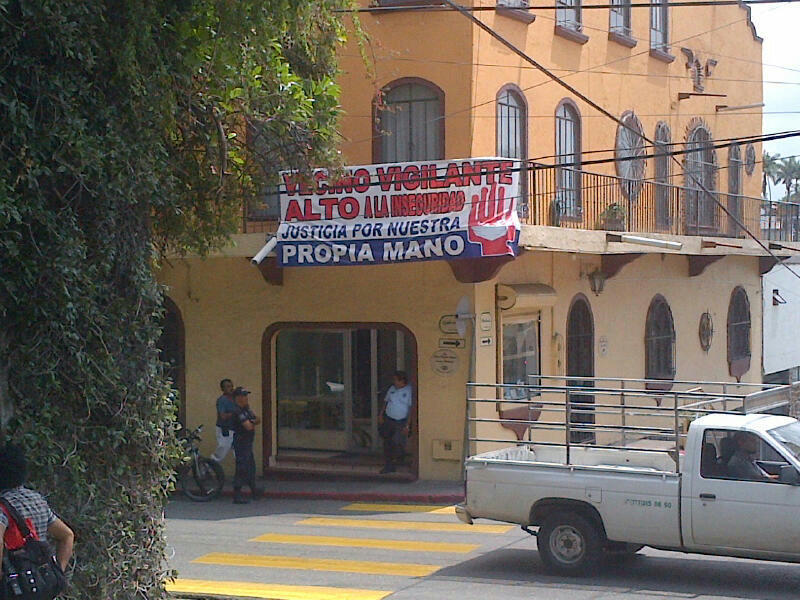 VECINO VIGILANTE
ALTO A LA INSEGURIDAD
JUSTICIA POR NUESTRA
PROPIA MANO